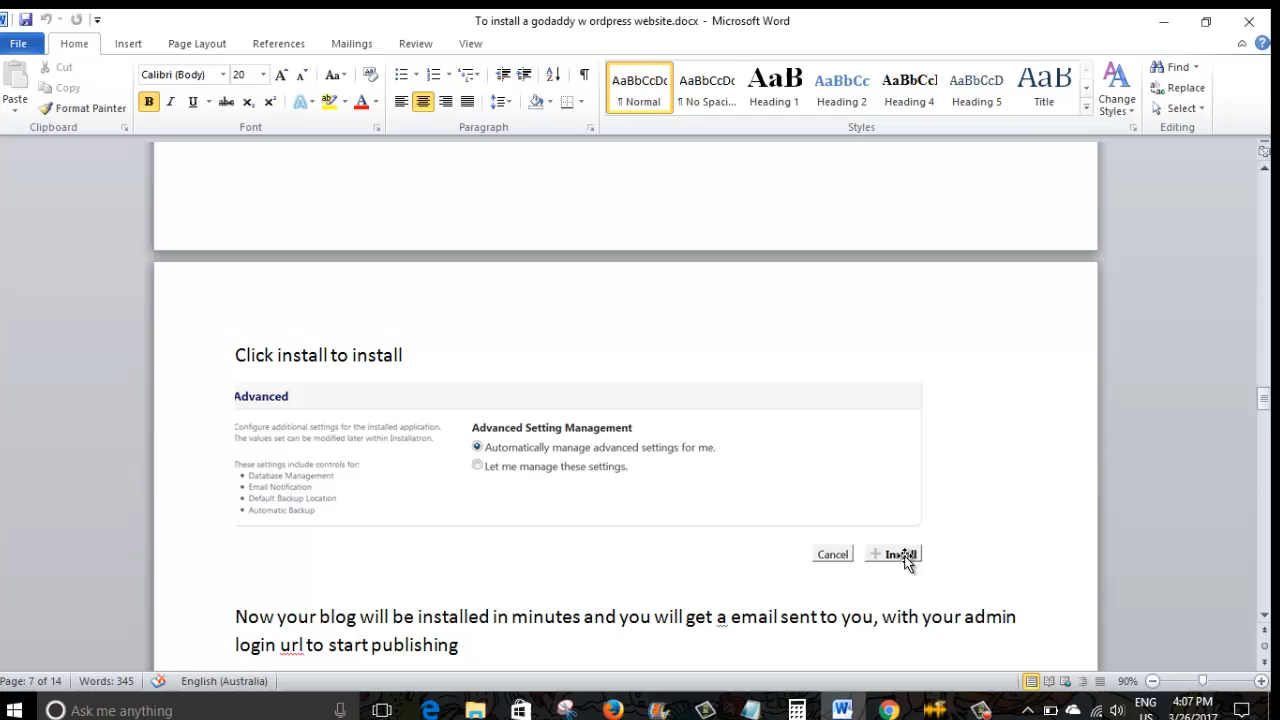 To install a godaddy w ordpress website.docx - Microsoft Word
File Home Insert Page Layout References Mailings Review View
Paste
Cut
Copy
Format Painter
Clipboard
Calibri (Body) 20
Font
Paragraph
AaBbCcDc AaBbCcDc AaB AaBbCc AaBbCcI AaBbCcD AaB
¶ Normal ¶ No Spaci... Heading 1 Heading 2 Heading 4 Heading 5 Title
Change Styles
Styles
Find
Replace
Select
Editing
Click install to install
Advanced
Configure additional settings for the installed application.
The values set can be modified later within Installatron.
These settings include controls for:
• Database Management
• Email Notification
• Default Backup Location
• Automatic Backup
Advanced Setting Management
Automatically manage advanced settings for me.
Let me manage these settings.
Cancel + Install
Now your blog will be installed in minutes and you will get a email sent to you, with your admin
login url to start publishing
Page: 7 of 14 Words: 345 English (Australia) 90%
Ask me anything
ENG
4:07 PM